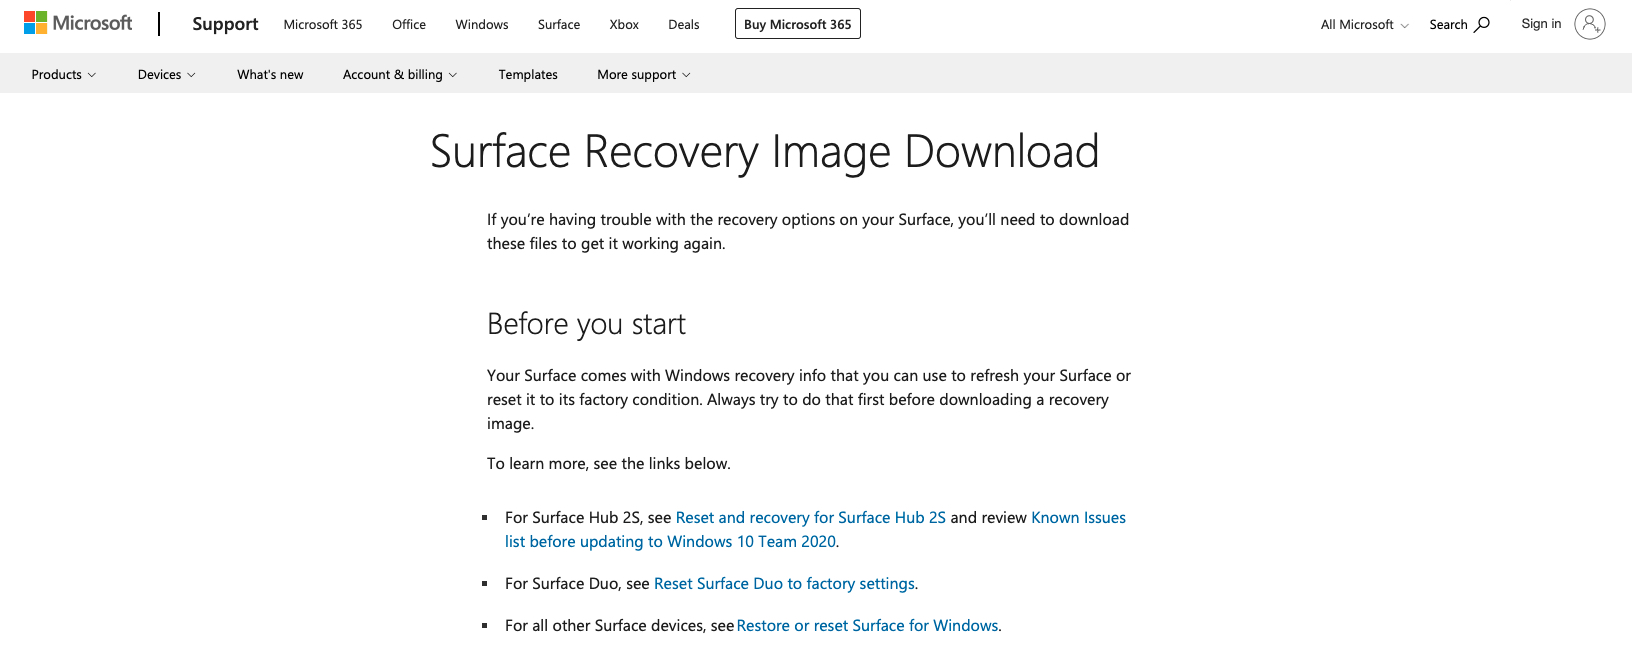 Microsoft Support Microsoft 365 Office Windows Surface Xbox Deals Buy Microsoft 365 All Microsoft Search Sign in
Products Devices What's new Account & billing Templates More support
Surface Recovery Image Download
If you’re having trouble with the recovery options on your Surface, you’ll need to download
these files to get it working again.
Before you start
Your Surface comes with Windows recovery info that you can use to refresh your Surface or
reset it to its factory condition. Always try to do that first before downloading a recovery
image.
To learn more, see the links below.
▪ For Surface Hub 2S, see Reset and recovery for Surface Hub 2S and review Known Issues
list before updating to Windows 10 Team 2020.
▪ For Surface Duo, see Reset Surface Duo to factory settings.
▪ For all other Surface devices, see Restore or reset Surface for Windows.